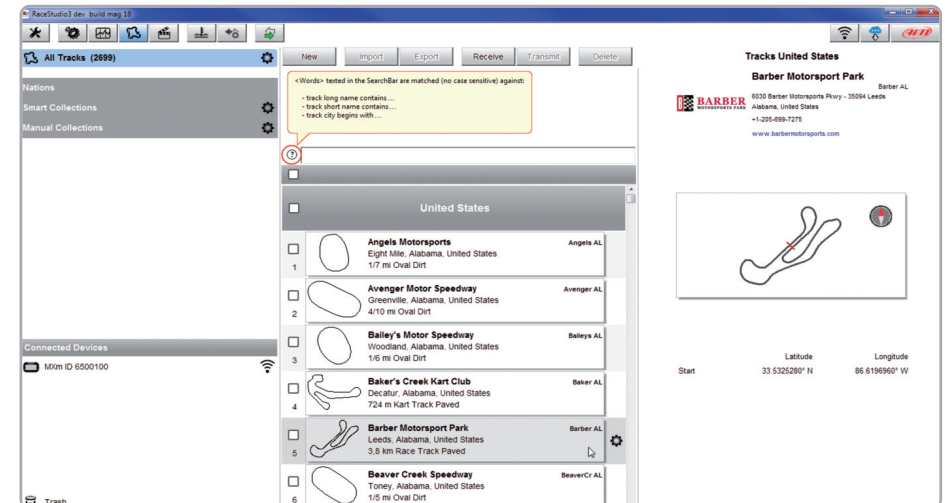 RaceStudio3 dev build mag 18
AiM
All Tracks (2699)
Nations
Smart Collections
Manual Collections
Connected Devices
MXm ID 6500100
Trash
New Import Export Receive Transmit Delete
<Words> texted in the SearchBar are matched (no case sensitive) against:
- track long name contains...
- track short name contains...
- track city begins with...
?
United States
Angels Motorsports Angels AL
Eight Mile, Alabama, United States
1/7 mi Oval Dirt
1
Avenger Motor Speedway Avenger AL
Greenville, Alabama, United States
4/10 mi Oval Dirt
2
Bailey's Motor Speedway Baileys AL
Woodland, Alabama, United States
1/6 mi Oval Dirt
3
Baker's Creek Kart Club Baker AL
Decatur, Alabama, United States
724 m Kart Track Paved
4
Barber Motorsport Park Barber AL
Leeds, Alabama, United States
3.8 km Race Track Paved
5
Beaver Creek Speedway BeaverCr AL
Toney, Alabama, United States
1/5 mi Oval Dirt
6
Tracks United States
Barber Motorsport Park
Barber AL
BARBER
MOTORSPORTS PARK
6030 Barber Motorsports Pkwy - 35094 Leeds
Alabama, United States
+1-205-699-7275
www.barbermotorsports.com
Latitude Longitude
Start 33.5325280° N 86.6196960° W